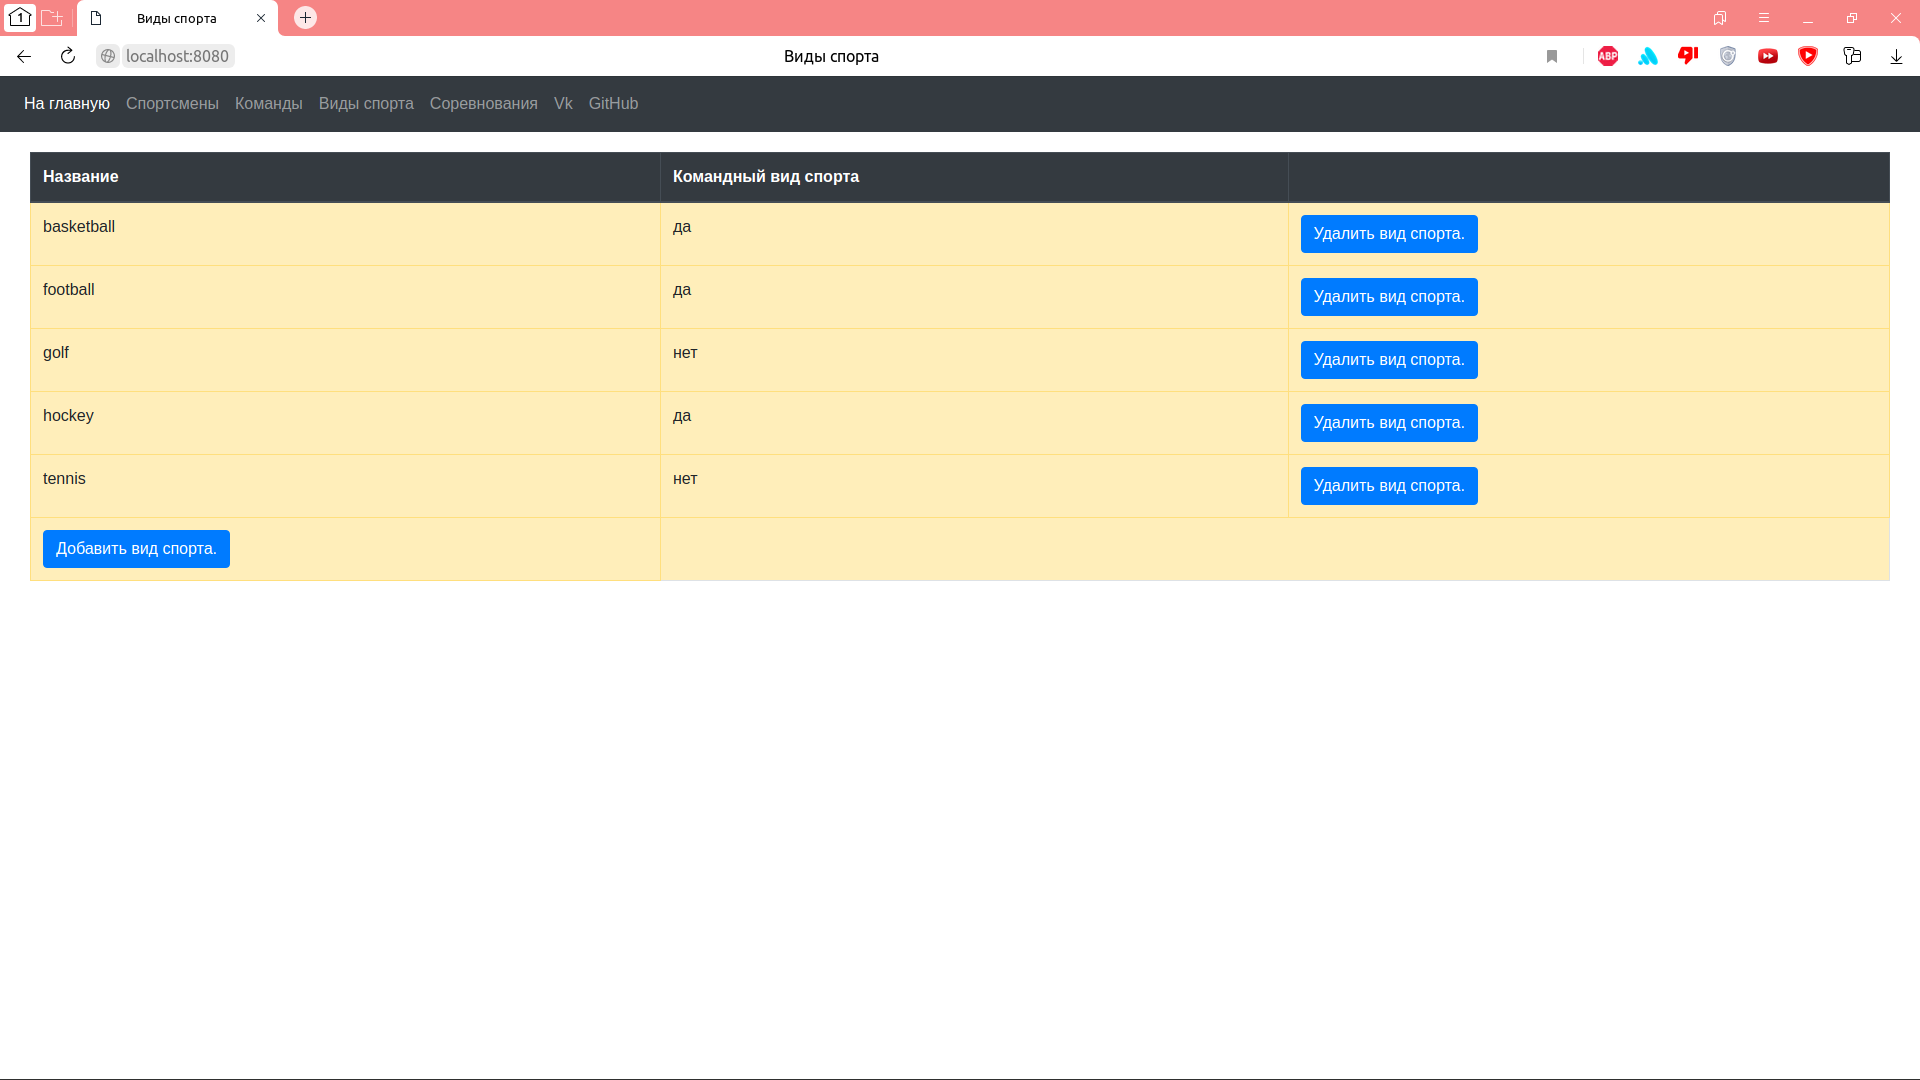 1 Виды спорта
localhost:8080 Виды спорта ABP
На главную Спортсмены Команды Виды спорта Соревнования Vk GitHub
Название Командный вид спорта
basketball да Удалить вид спорта.
football да Удалить вид спорта.
golf нет Удалить вид спорта.
hockey да Удалить вид спорта.
tennis нет Удалить вид спорта.
Добавить вид спорта.